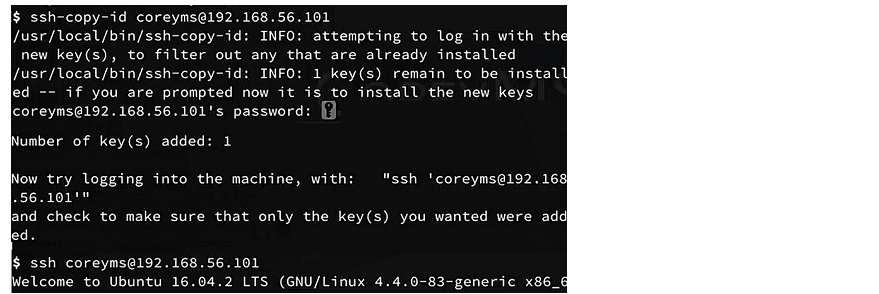 $ ssh-copy-id coreyms@192.168.56.101
/usr/local/bin/ssh-copy-id: INFO: attempting to log in with the
new key(s), to filter out any that are already installed
/usr/local/bin/ssh-copy-id: INFO: 1 key(s) remain to be install
ed -- if you are prompted now it is to install the new keys
coreyms@192.168.56.101's password:
Number of key(s) added: 1
Now try logging into the machine, with:   "ssh 'coreyms@192.168
.56.101'"
and check to make sure that only the key(s) you wanted were add
ed.
$ ssh coreyms@192.168.56.101
Welcome to Ubuntu 16.04.2 LTS (GNU/Linux 4.4.0-83-generic x86_6